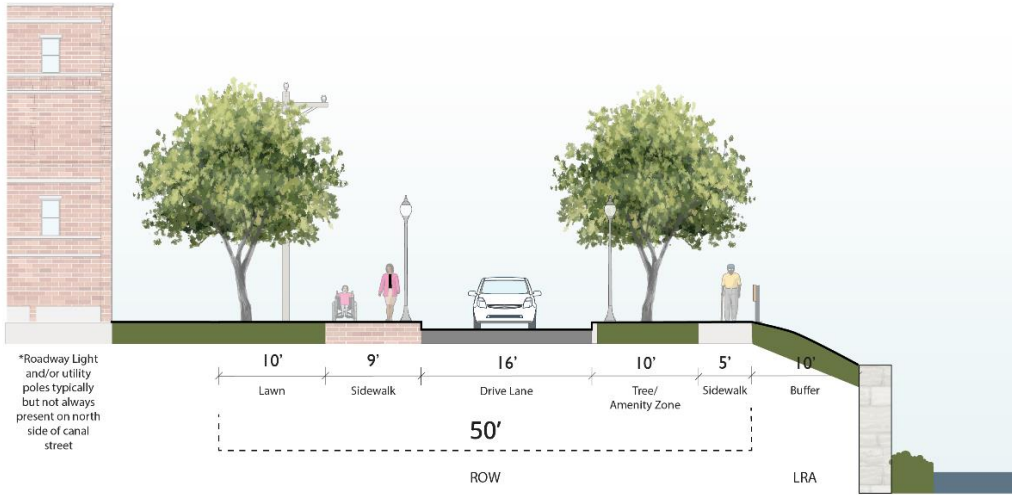 *Roadway Light
and/or utility
poles typically
but not always
present on north
side of canal
street
10' 9' 16' 10' 5' 10'
Lawn Sidewalk Drive Lane Tree/ Sidewalk Buffer
Amenity Zone
50'
ROW LRA